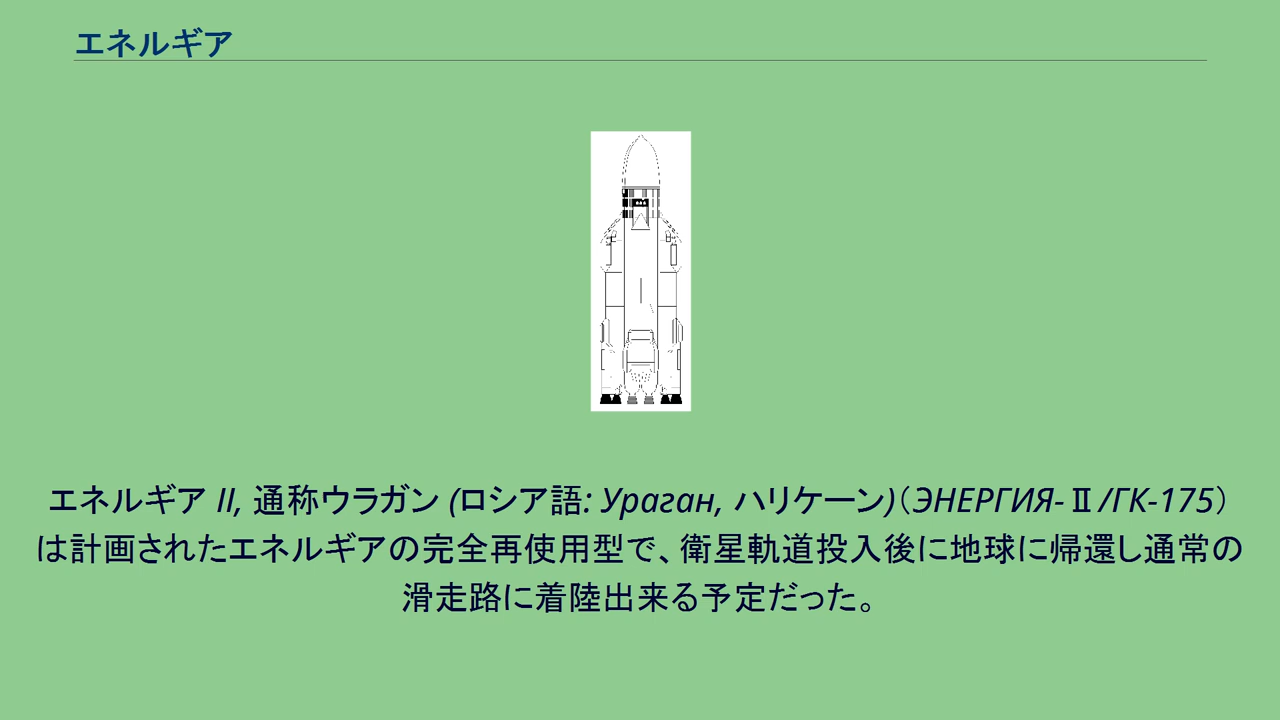 エネルギア
エネルギア II, 通称ウラガン (ロシア語: Ураган, ハリケーン)（ЭНЕРГИЯ-Ⅱ/ГК-175）
は計画されたエネルギアの完全再使用型で、衛星軌道投入後に地球に帰還し通常の
滑走路に着陸出来る予定だった。